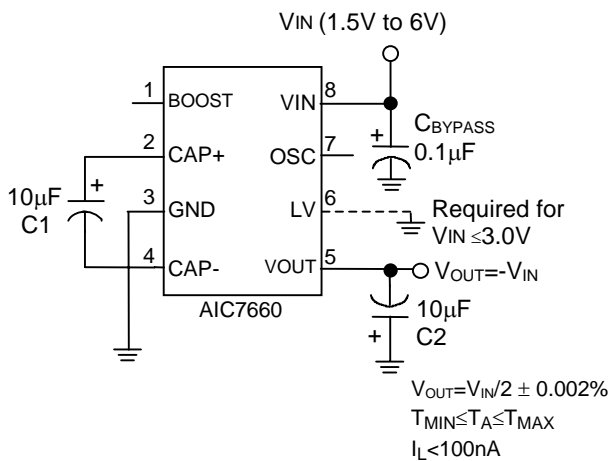 VIN (1.5V to 6V)
1
BOOST
VIN
8
+
CBYPASS
0.1µF
2
CAP+
OSC
7
10µF
C1
+
3
GND
LV
6
Required for
VIN ≤3.0V
4
CAP-
VOUT
5
VOUT=-VIN
AIC7660
10µF
C2
+
VOUT=VIN/2 ± 0.002%
TMIN≤TA≤TMAX
IL<100nA